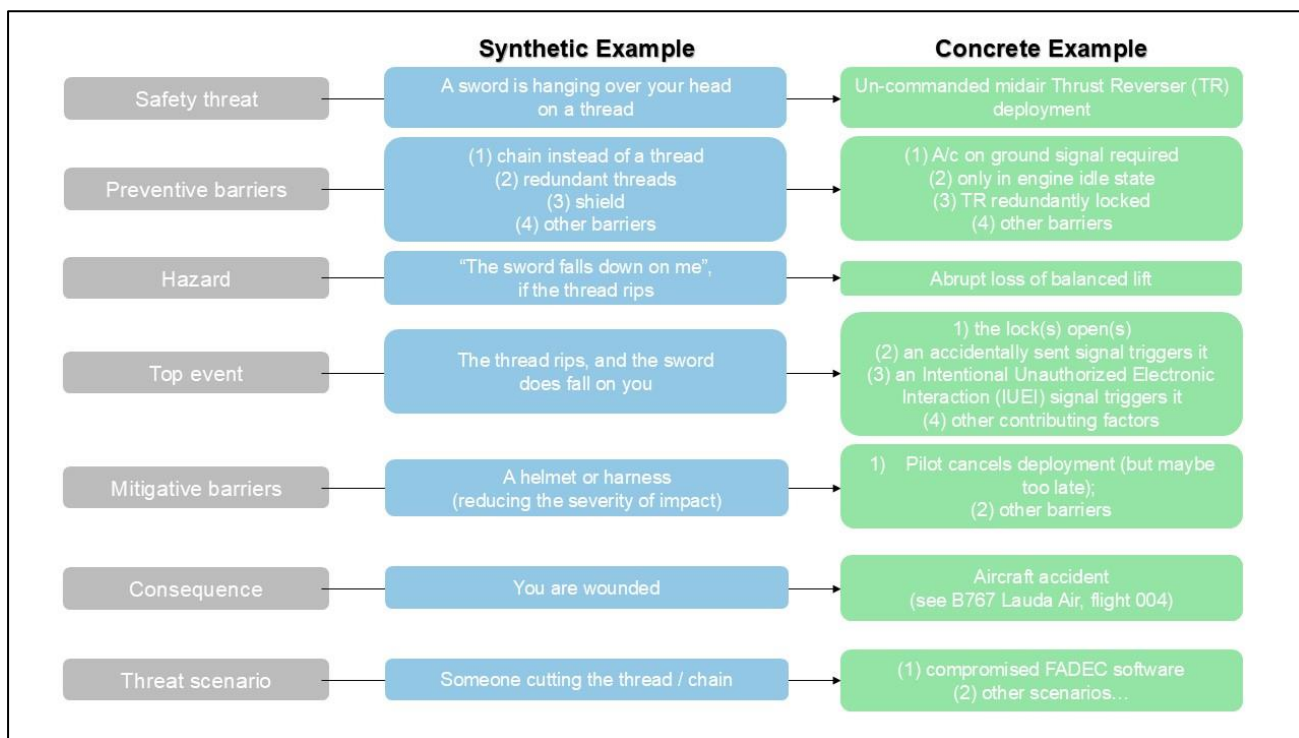 Synthetic Example
Concrete Example
Safety threat
A sword is hanging over your head
on a thread
Un-commanded midair Thrust Reverser (TR)
deployment
Preventive barriers
(1) chain instead of a thread
(2) redundant threads
(3) shield
(4) other barriers
(1) A/c on ground signal required
(2) only in engine idle state
(3) TR redundantly locked
(4) other barriers
Hazard
“The sword falls down on me”,
if the thread rips
Abrupt loss of balanced lift
Top event
The thread rips, and the sword
does fall on you
1) the lock(s) open(s)
(2) an accidentally sent signal triggers it
(3) an Intentional Unauthorized Electronic
Interaction (IUEI) signal triggers it
(4) other contributing factors
Mitigative barriers
A helmet or harness
(reducing the severity of impact)
1) Pilot cancels deployment (but maybe
too late);
(2) other barriers
Consequence
You are wounded
Aircraft accident
(see B767 Lauda Air, flight 004)
Threat scenario
Someone cutting the thread / chain
(1) compromised FADEC software
(2) other scenarios…